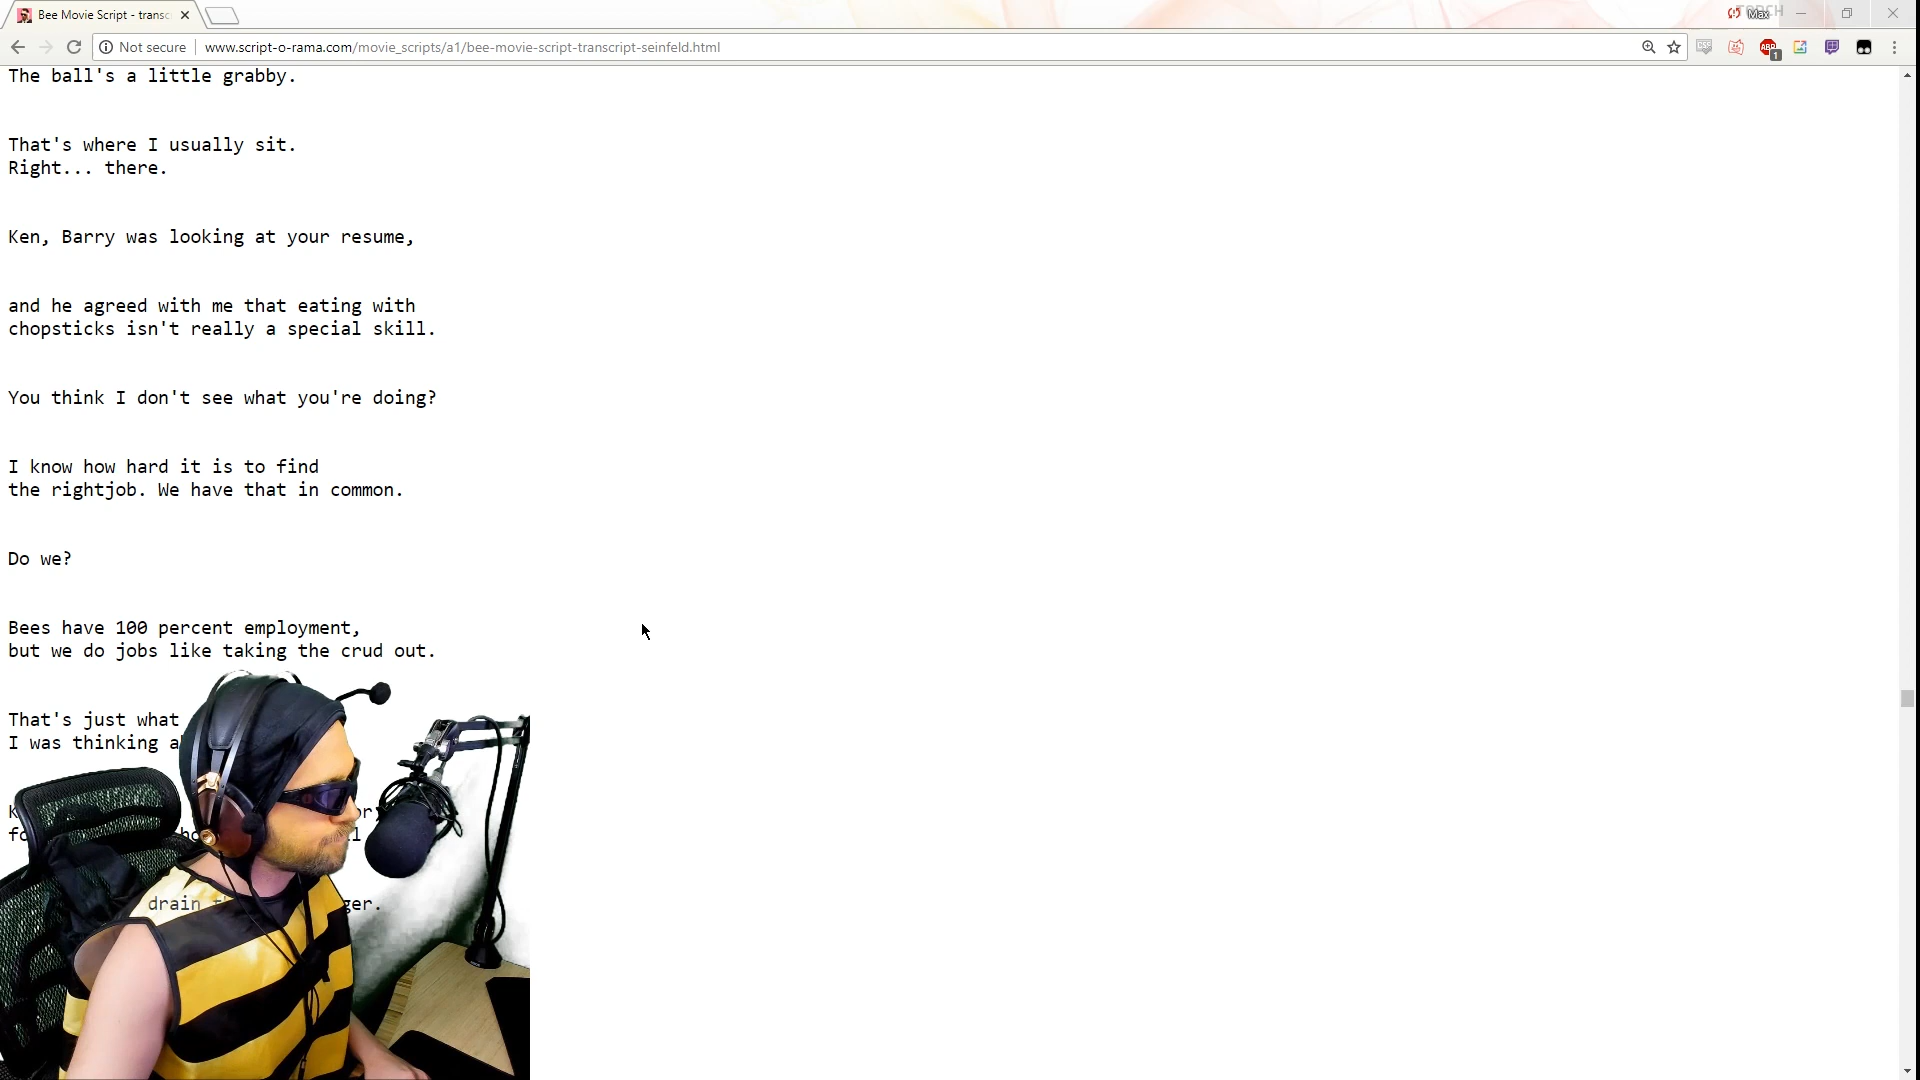 Bee Movie Script - transc
Max
Not secure
www.script-o-rama.com/movie_scripts/a1/bee-movie-script-transcript-seinfeld.html
ABP
1
The ball's a little grabby.
That's where I usually sit.
Right... there.
Ken, Barry was looking at your resume,
and he agreed with me that eating with
chopsticks isn't really a special skill.
You think I don't see what you're doing?
I know how hard it is to find
the rightjob. We have that in common.
Do we?
Bees have 100 percent employment,
but we do jobs like taking the crud out.
That's just what
I was thinking a
drain
ger.